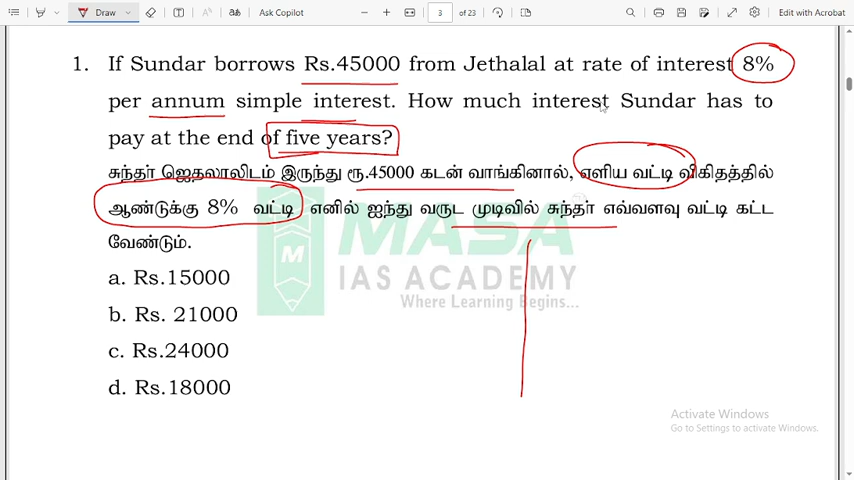 Draw
Ask Copilot
3 of 23
Edit with Acrobat
1. If Sundar borrows Rs.45000 from Jethalal at rate of interest 8%
per annum simple interest. How much interest Sundar has to
pay at the end of five years?
சுந்தர் ஜெதலாலிடம் இருந்து ரூ.45000 கடன் வாங்கினால், எளிய வட்டி விகிதத்தில்
ஆண்டுக்கு 8% வட்டி எனில் ஐந்து வருட முடிவில் சுந்தர் எவ்வளவு வட்டி கட்ட
வேண்டும்.
MASA
IAS ACADEMY
Where Learning Begins...
M
a. Rs.15000
b. Rs. 21000
c. Rs.24000
d. Rs.18000
Activate Windows
Go to Settings to activate Windows.